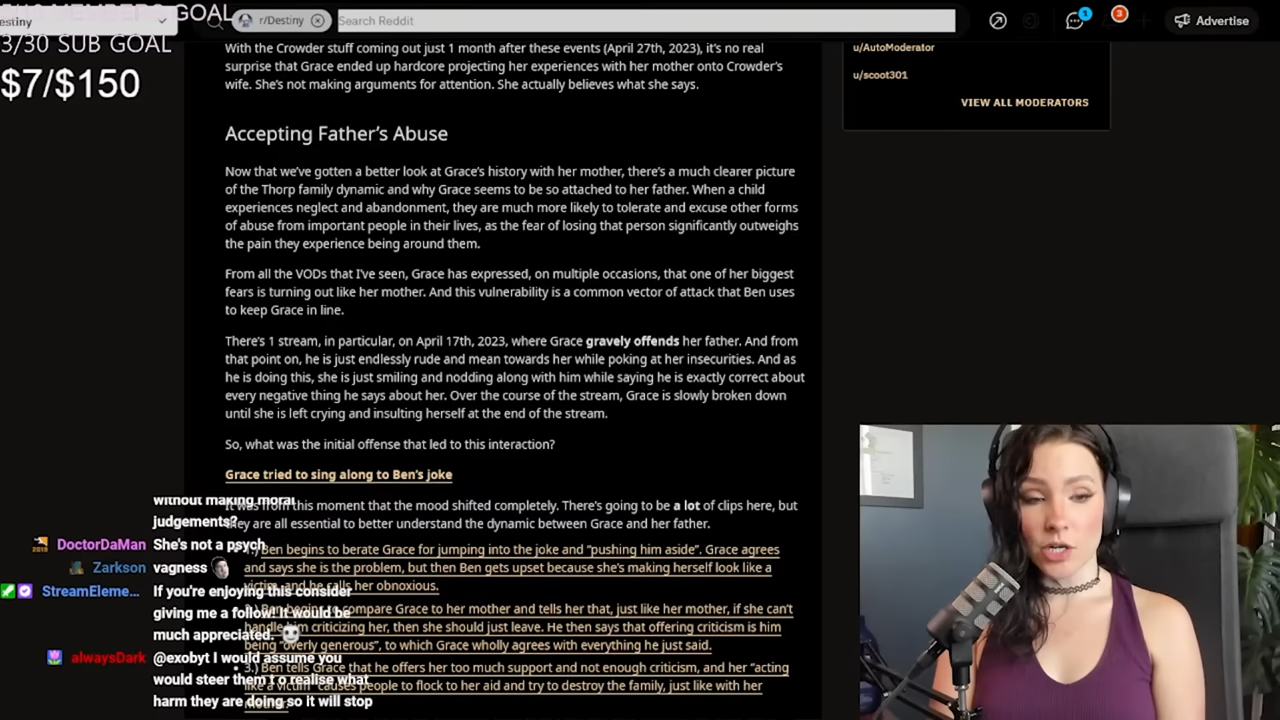 MEMBERS GOAL
estiny
r/Destiny
Search Reddit
1
3
Advertise
3/30 SUB GOAL
$7/$150
With the Crowder stuff coming out just 1 month after these events (April 27th, 2023), it's no real
surprise that Grace ended up hardcore projecting her experiences with her mother onto Crowder's
wife. She's not making arguments for attention. She actually believes what she says.
u/AutoModerator
u/scoot301
VIEW ALL MODERATORS
Accepting Father's Abuse
Now that we've gotten a better look at Grace's history with her mother, there's a much clearer picture
of the Thorp family dynamic and why Grace seems to be so attached to her father. When a child
experiences neglect and abandonment, they are much more likely to tolerate and excuse other forms
of abuse from important people in their lives, as the fear of losing that person significantly outweighs
the pain they experience being around them.
From all the VODs that I've seen, Grace has expressed, on multiple occasions, that one of her biggest
fears is turning out like her mother. And this vulnerability is a common vector of attack that Ben uses
to keep Grace in line.
There's 1 stream, in particular, on April 17th, 2023, where Grace gravely offends her father. And from
that point on, he is just endlessly rude and mean towards her while poking at her insecurities. And as
he is doing this, she is just smiling and nodding along with him while saying he is exactly correct about
every negative thing he says about her. Over the course of the stream, Grace is slowly broken down
until she is left crying and insulting herself at the end of the stream.
So, what was the initial offense that led to this interaction?
Grace tried to sing along to Ben's joke
It was from this moment that the mood shifted completely. There's going to be a lot of clips here, but
they are all essential to better understand the dynamic between Grace and her father.
Ben begins to berate Grace for jumping into the joke and "pushing him aside". Grace agrees
and says she is the problem, but then Ben gets upset because she's making herself look like a
victim, and he calls her obnoxious.
compare Grace to her mother and tells her that, just like her mother, if she can't
handle him criticizing her, then she should just leave. He then says that offering criticism is him
being "overly generous", to which Grace wholly agrees with everything he just said.
3.) Ben tells Grace that he offers her too much support and not enough criticism, and her "acting
like a victim" causes people to flock to her aid and try to destroy the family, just like with her
without making moral
judgements?
DoctorDaMan She's not a psych
Zarkson vagness
StreamEleme... If you're enjoying this consider
giving me a follow! It would be
much appreciated.
alwaysDark @exobyt I would assume you
would steer them t o realise what
harm they are doing so it will stop